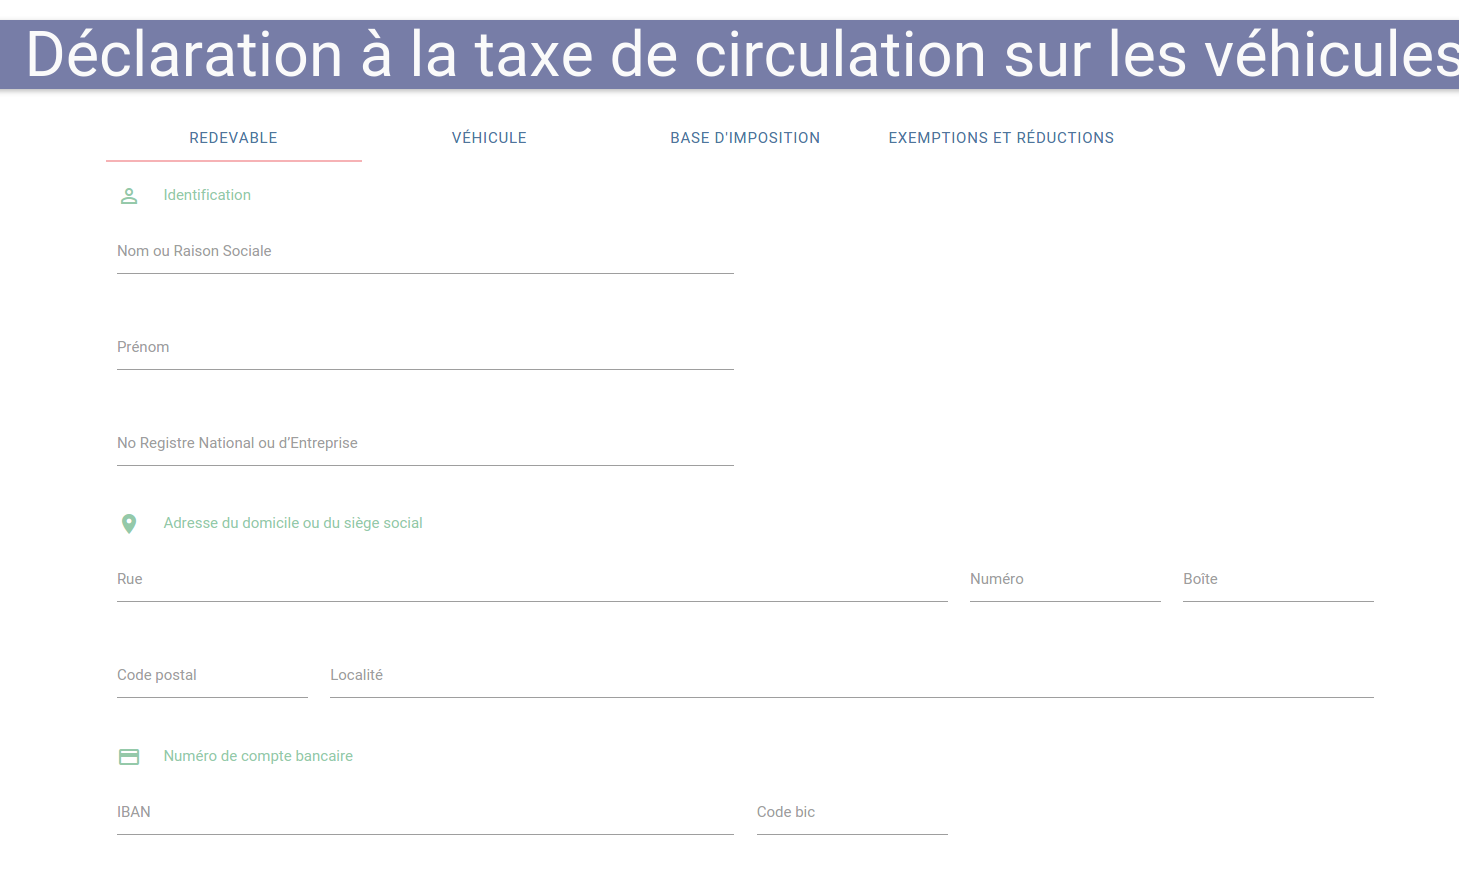 Déclaration à la taxe de circulation sur les véhicules
REDEVABLE VÉHICULE BASE D'IMPOSITION EXEMPTIONS ET RÉDUCTIONS
Identification
Nom ou Raison Sociale
Prénom
No Registre National ou d'Entreprise
Adresse du domicile ou du siège social
Rue Numéro Boîte
Code postal Localité
Numéro de compte bancaire
IBAN Code bic